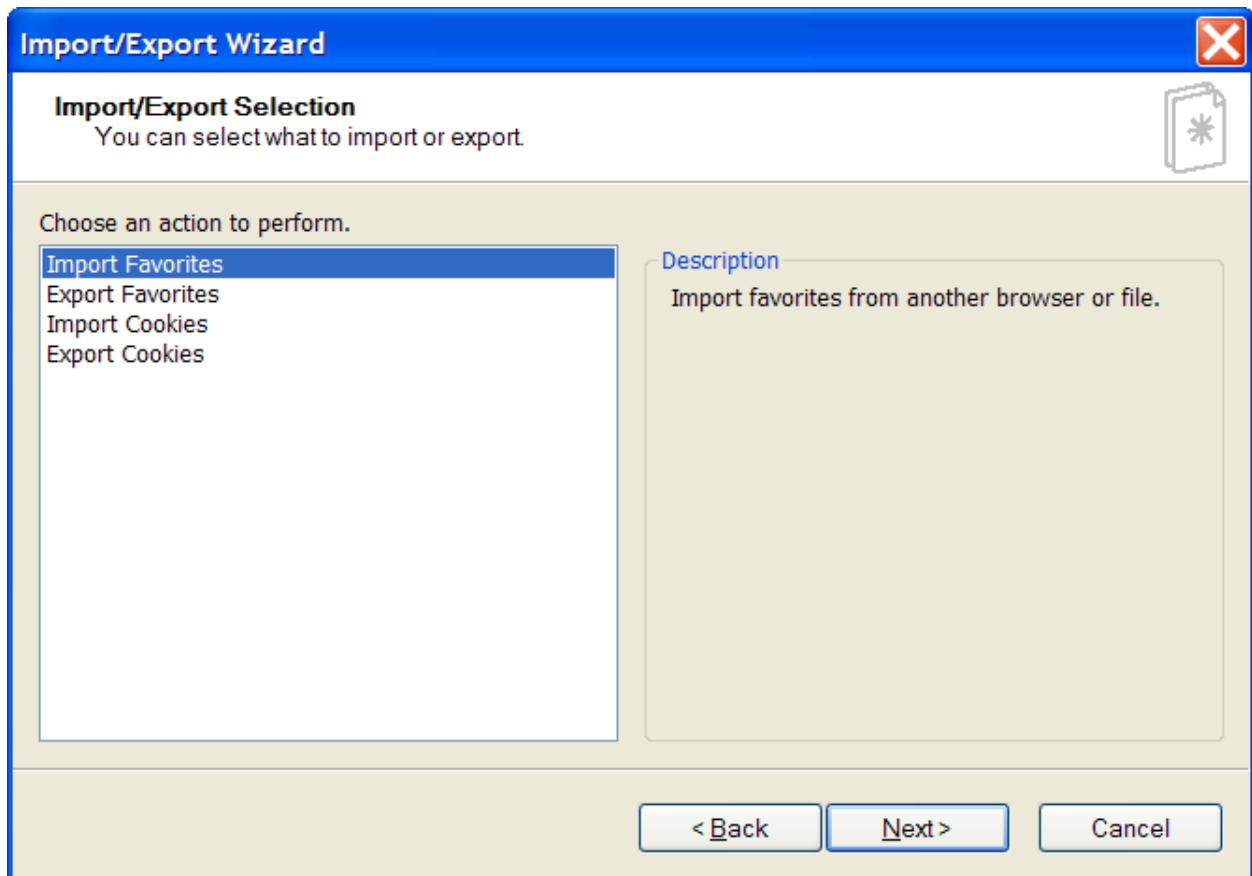 Import/Export Wizard
Import/Export Selection
You can select what to import or export.
Choose an action to perform.
Import Favorites
Export Favorites
Import Cookies
Export Cookies
Description
Import favorites from another browser or file.
< Back
Next >
Cancel